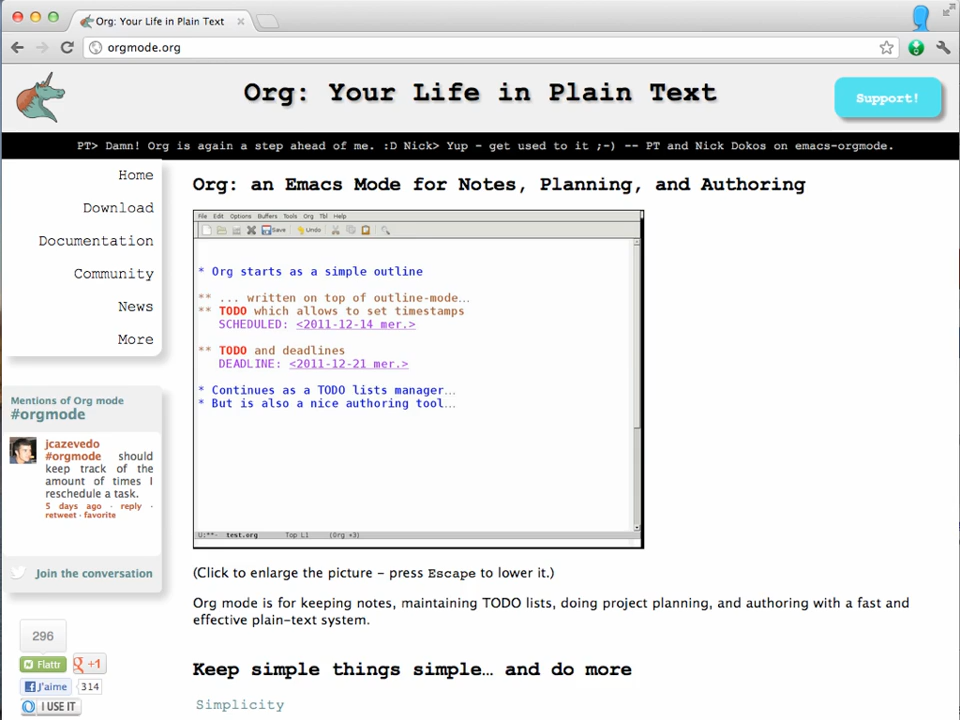 Org: Your Life in Plain Text
orgmode.org
Org: Your Life in Plain Text
Support!
PT> Damn! Org is again a step ahead of me. :D Nick> Yup - get used to it ;-) -- PT and Nick Dokos on emacs-orgmode.
Home
Download
Documentation
Community
News
More
Mentions of Org mode
#orgmode
jcazevedo
#orgmode should
keep track of the
amount of times I
reschedule a task.
5 days ago · reply ·
retweet · favorite
Join the conversation
296
Flattr
+1
J'aime 314
I USE IT
Org: an Emacs Mode for Notes, Planning, and Authoring
File Edit Options Buffers Tools Org Tbl Help
Save Undo
* Org starts as a simple outline
** ... written on top of outline-mode...
** TODO which allows to set timestamps
SCHEDULED: <2011-12-14 mer.>
** TODO and deadlines
DEADLINE: <2011-12-21 mer.>
* Continues as a TODO lists manager...
* But is also a nice authoring tool...
U:**- test.org Top L1 (Org +3)
(Click to enlarge the picture – press Escape to lower it.)
Org mode is for keeping notes, maintaining TODO lists, doing project planning, and authoring with a fast and
effective plain-text system.
Keep simple things simple… and do more
Simplicity